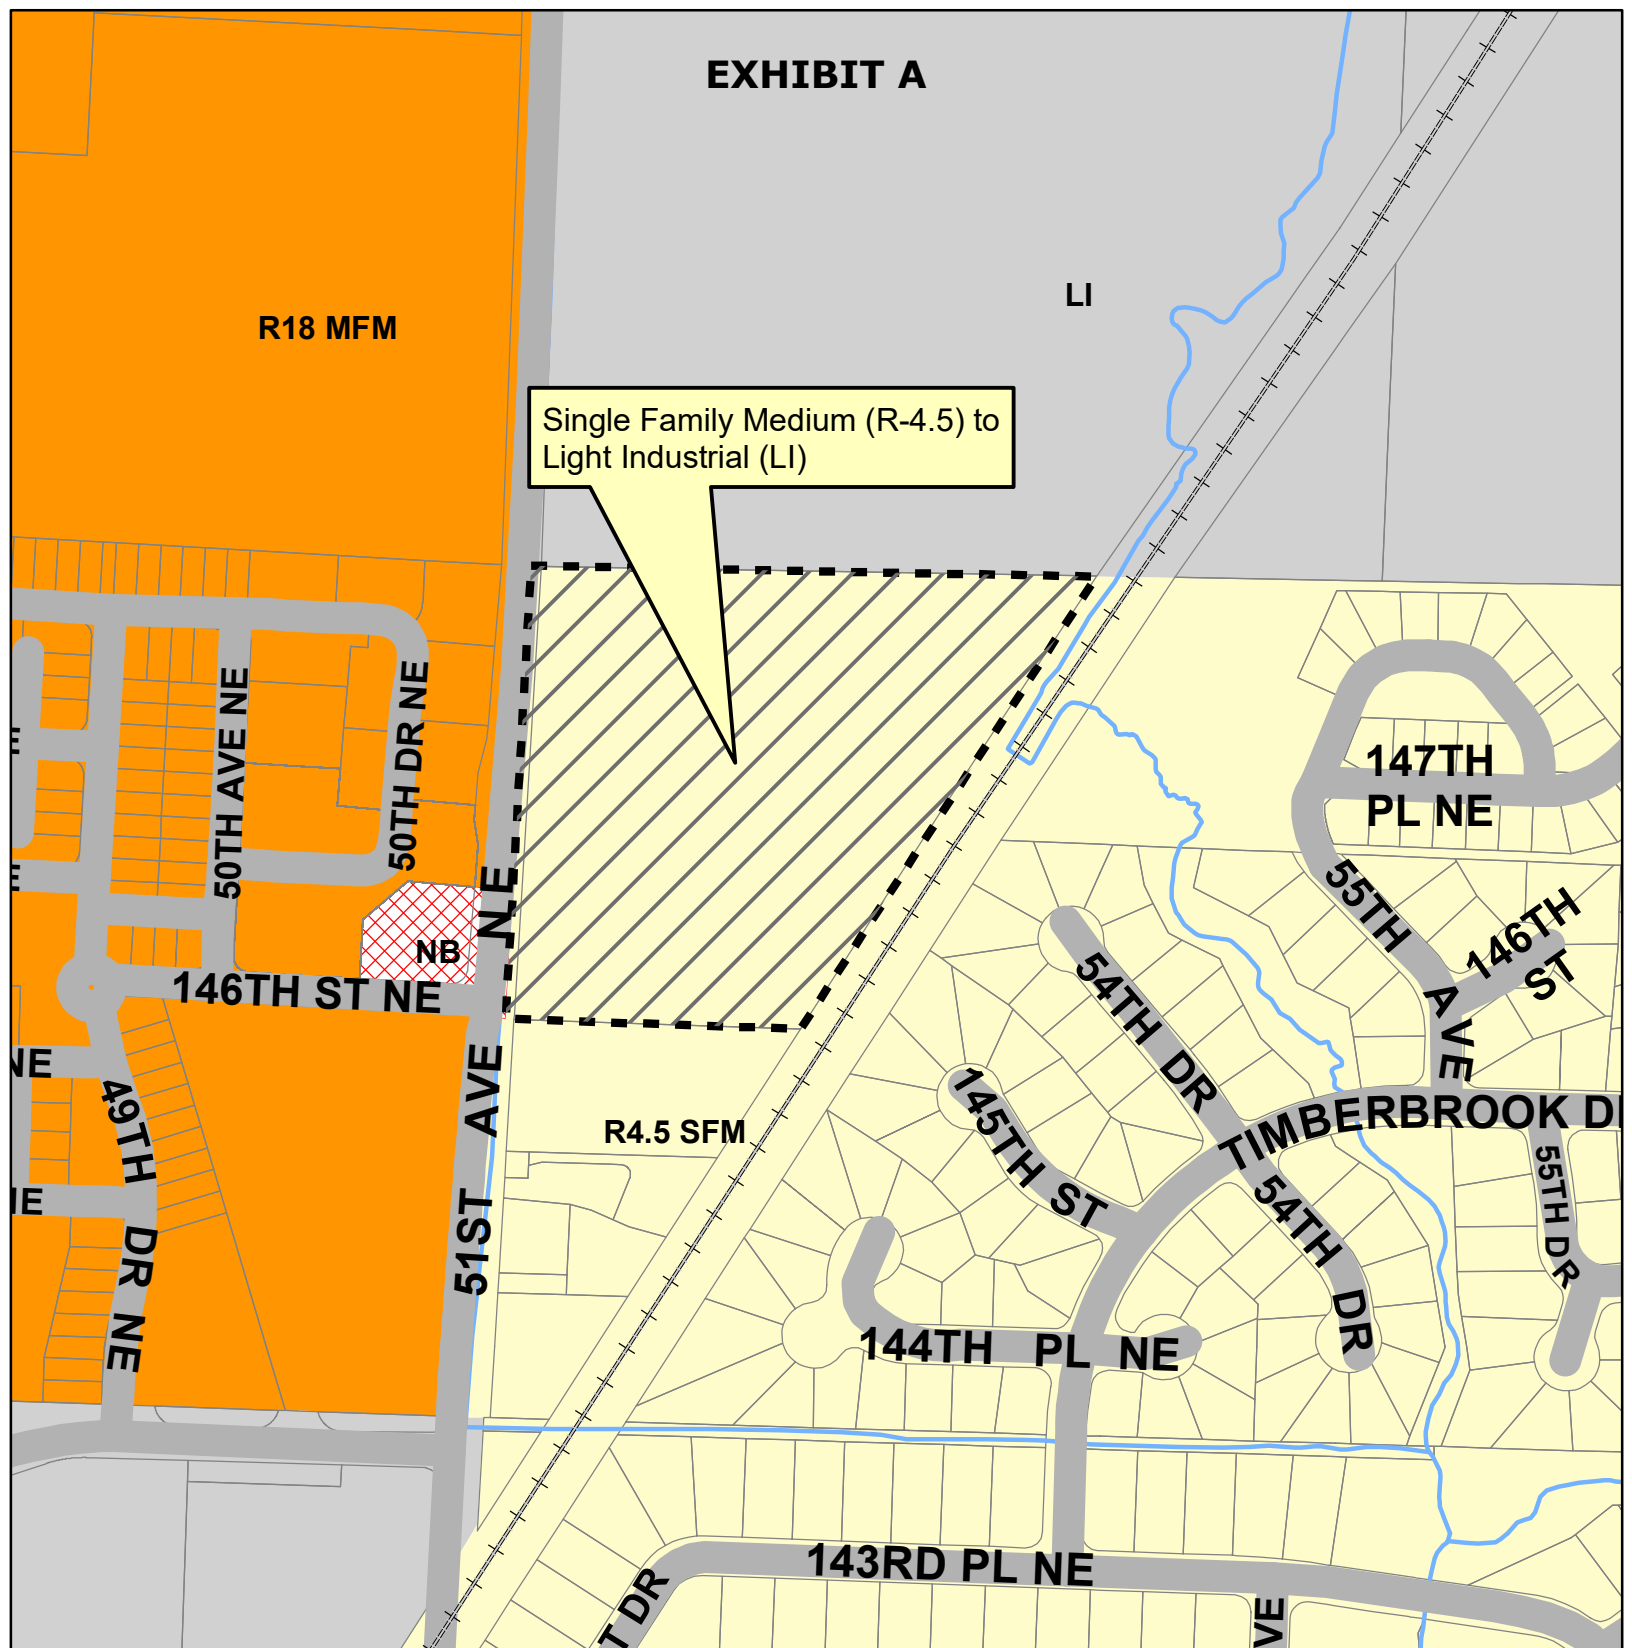 EXHIBIT A
LI
R18 MFM
Single Family Medium (R-4.5) to
Light Industrial (LI)
50TH AVE NE
50TH DR NE
E
E
NB
146TH ST NE
NE
49TH DR NE
51ST AVE NE
R4.5 SFM
147TH
PL NE
55TH AVE
146TH
ST
54TH DR
145TH ST
TIMBERBROOK D
54TH DR
55TH DR
144TH PL NE
143RD PL NE
T DR
VE